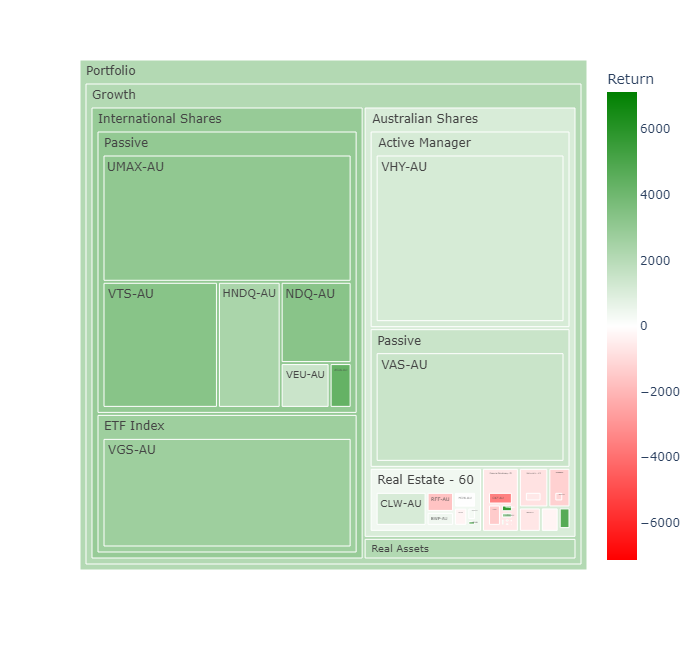 Portfolio
Return
Growth
International Shares
Australian Shares
Passive
Active Manager
UMAX-AU
VHY-AU
VTS-AU
HNDQ-AU
NDQ-AU
VEU-AU
Passive
VAS-AU
ETF Index
VGS-AU
Real Estate - 60
CLW-AU
RFF-AU
BWP-AU
Real Assets
6000
4000
2000
0
−2000
−4000
−6000